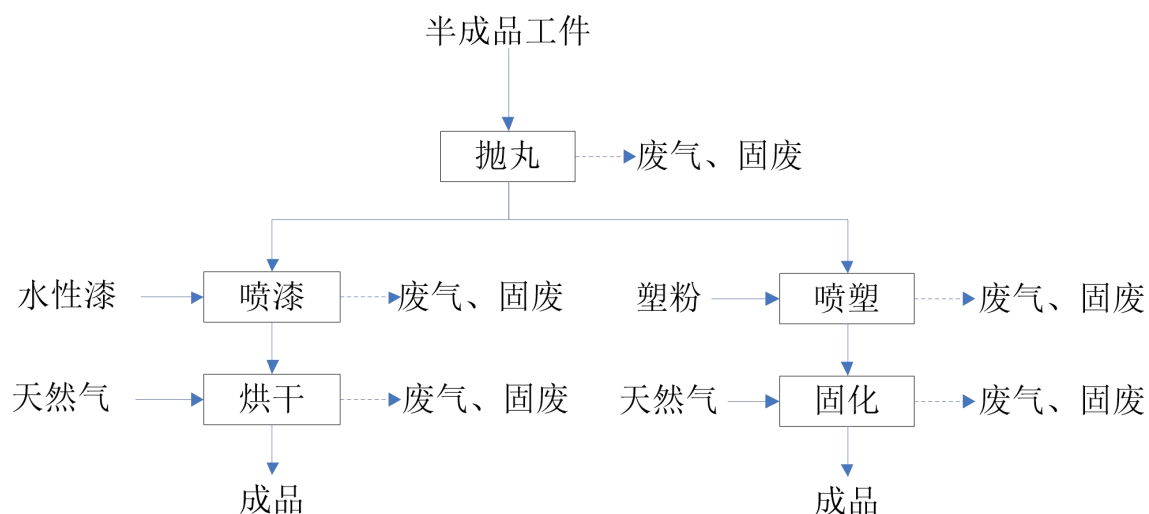 半成品工件
抛丸
废气、固废
水性漆
喷漆
废气、固废
塑粉
喷塑
废气、固废
天然气
烘干
废气、固废
天然气
固化
废气、固废
成品
成品